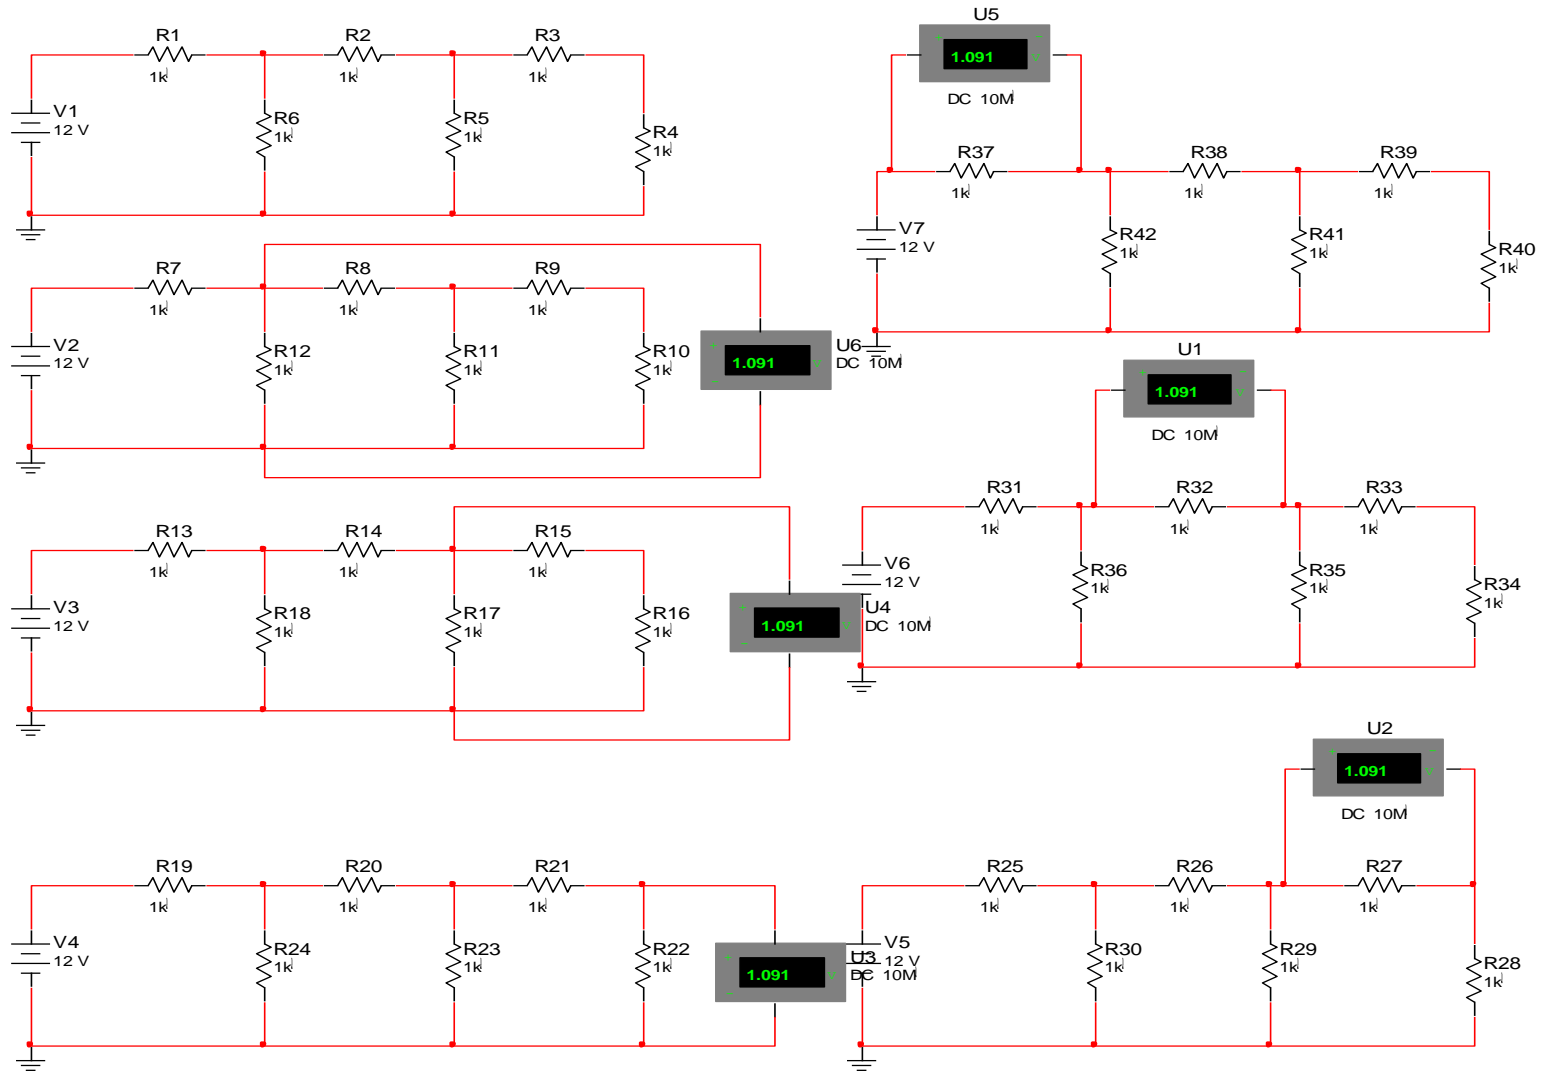 R1
1k
R2
1k
R3
1k
V1
12 V
R6
1k
R5
1k
R4
1k
R7
1k
R8
1k
R9
1k
V2
12 V
R12
1k
R11
1k
R10
1k
1.091
U6
DC 10M
R13
1k
R14
1k
R15
1k
V3
12 V
R18
1k
R17
1k
R16
1k
1.091
U4
DC 10M
R19
1k
R20
1k
R21
1k
V4
12 V
R24
1k
R23
1k
R22
1k
1.091
U3
DC 10M
U5
1.091
DC 10M
R37
1k
R38
1k
R39
1k
V7
12 V
R42
1k
R41
1k
R40
1k
U1
1.091
DC 10M
R31
1k
R32
1k
R33
1k
V6
12 V
R36
1k
R35
1k
R34
1k
U2
1.091
DC 10M
R25
1k
R26
1k
R27
1k
V5
12 V
R30
1k
R29
1k
R28
1k